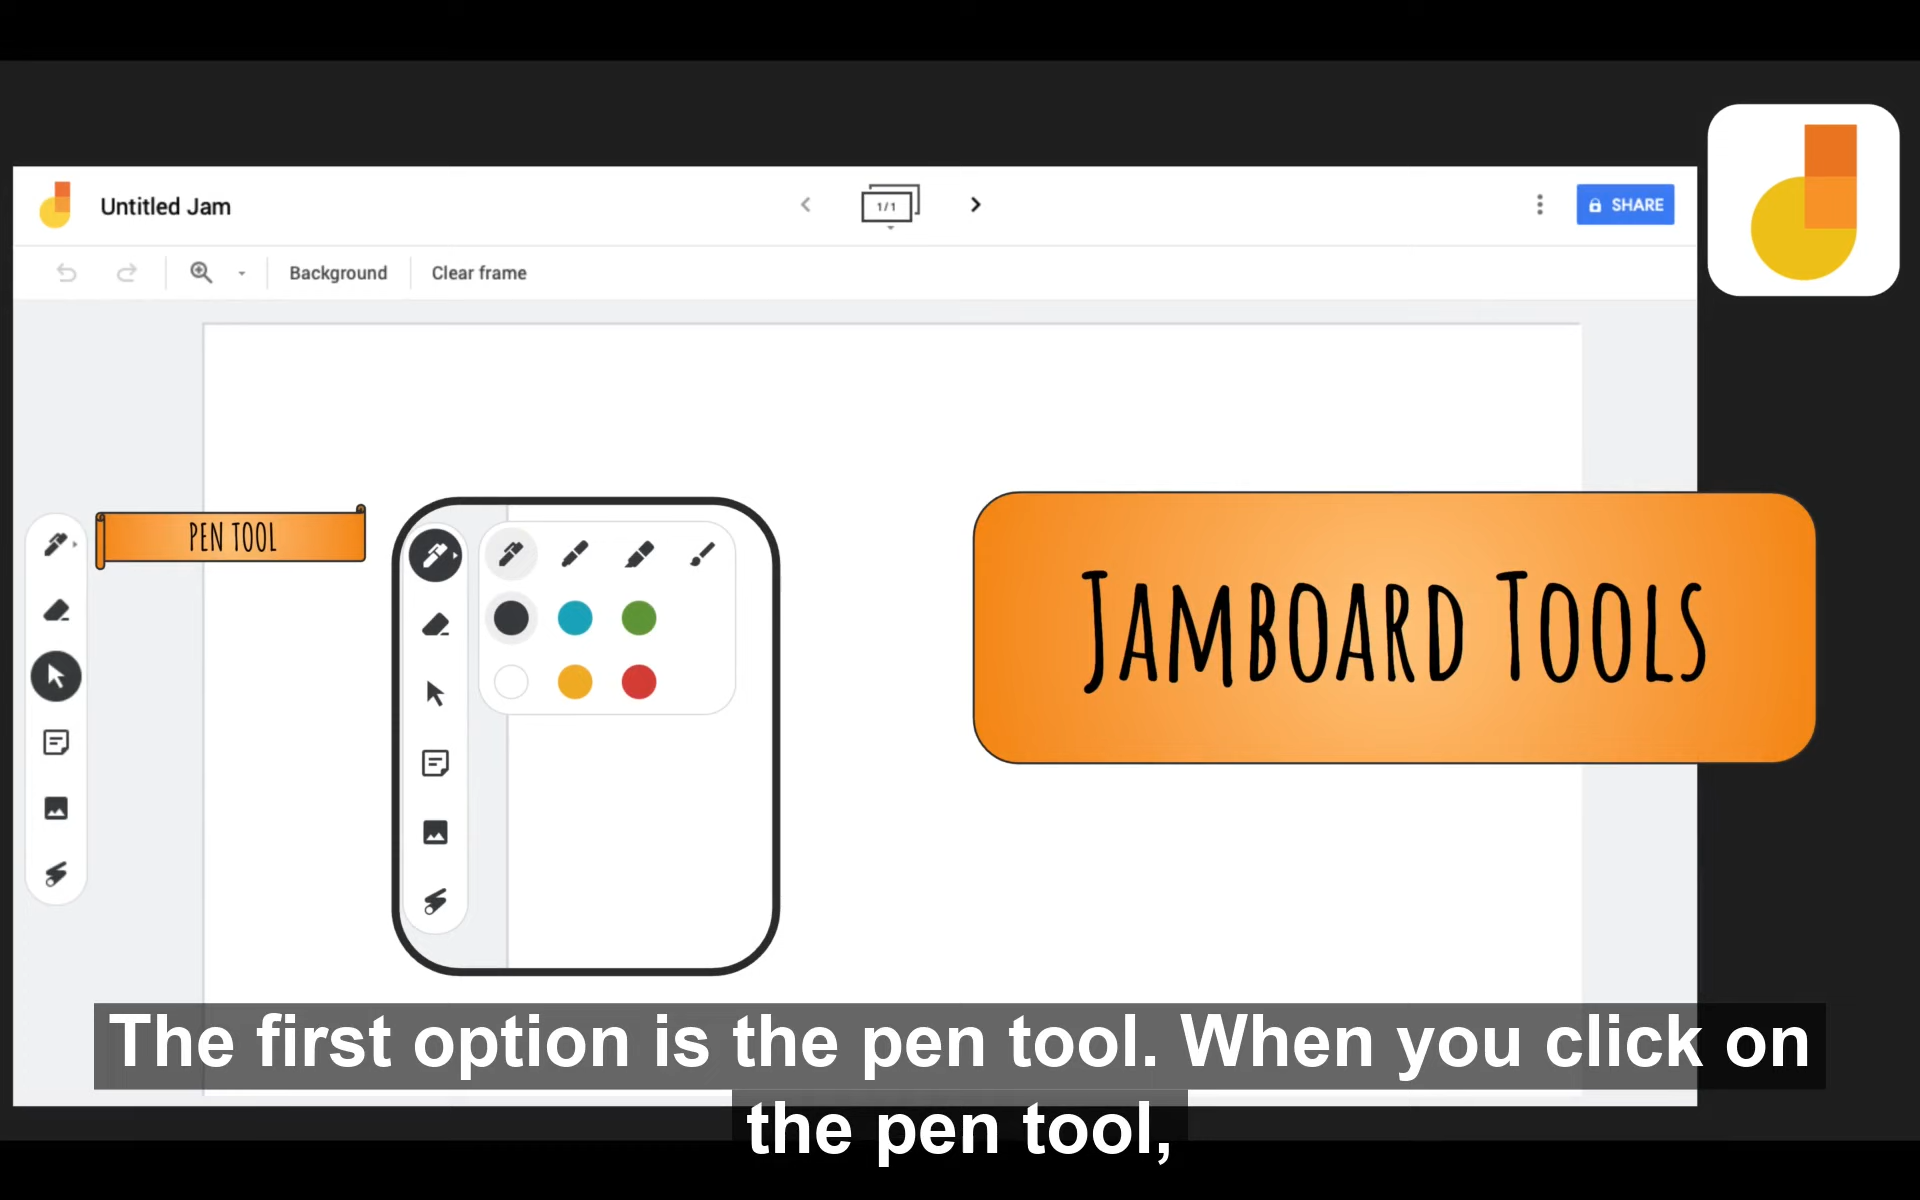 Untitled Jam
1/1
SHARE
Background
Clear frame
PEN TOOL
JAMBOARD TOOLS
The first option is the pen tool. When you click on
the pen tool,